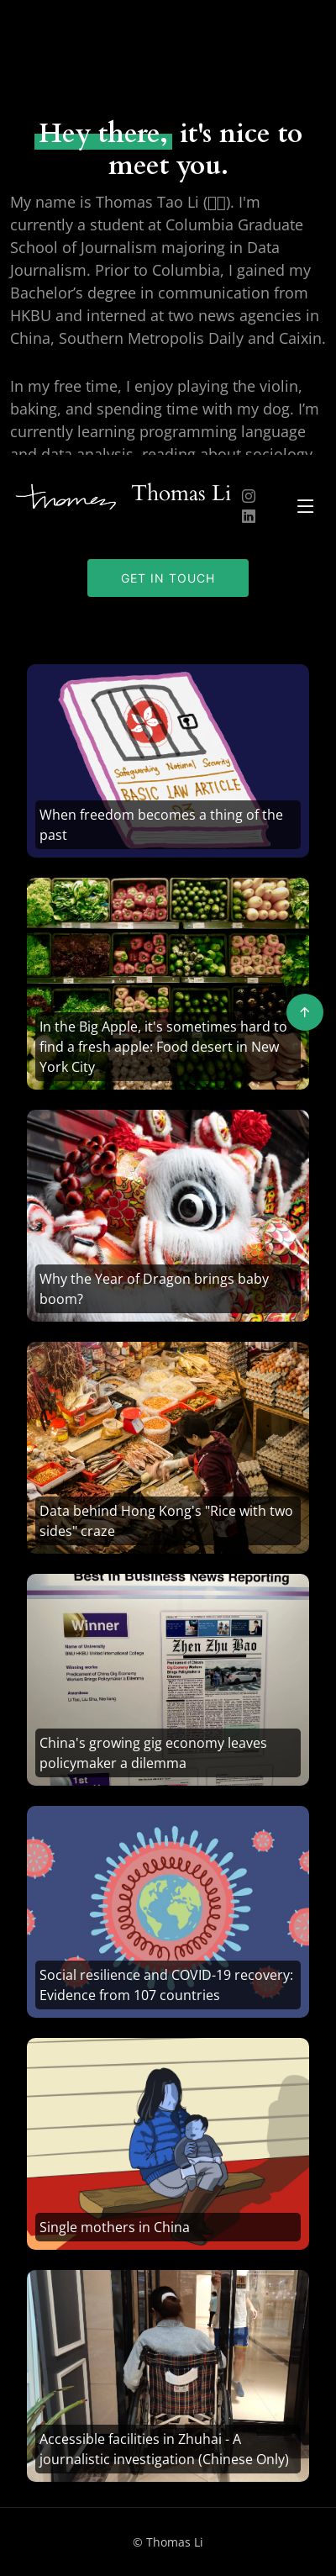 Hey there, it's nice to
meet you.
My name is Thomas Tao Li (). I'm
currently a student at Columbia Graduate
School of Journalism majoring in Data
Journalism. Prior to Columbia, I gained my
Bachelor’s degree in communication from
HKBU and interned at two news agencies in
China, Southern Metropolis Daily and Caixin.
In my free time, I enjoy playing the violin,
baking, and spending time with my dog. I’m
currently learning programming language
and data analysis, reading about sociology
Thomas
Thomas Li
GET IN TOUCH
Safeguarding National Security
BASIC LAW ARTICLE
When freedom becomes a thing of the
past
In the Big Apple, it's sometimes hard to
find a fresh apple: Food desert in New
York City
Why the Year of Dragon brings baby
boom?
Data behind Hong Kong's "Rice with two
sides" craze
Best in Business News Reporting
Winner
Zhen Zhu Bao
China's growing gig economy leaves
policymaker a dilemma
1st
Social resilience and COVID-19 recovery:
Evidence from 107 countries
Single mothers in China
Accessible facilities in Zhuhai - A
journalistic investigation (Chinese Only)
© Thomas Li